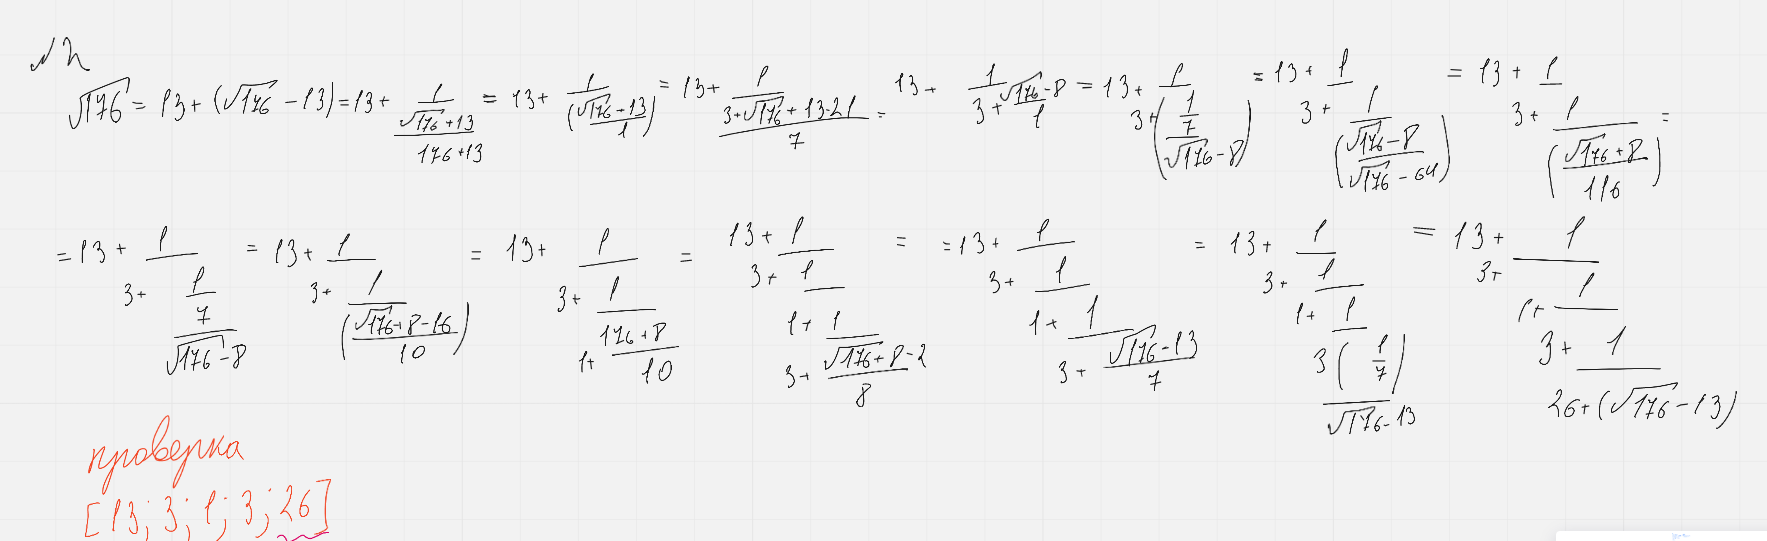 √176 = 13 + (√176 - 13) = 13 + 1/((√176 + 13)/(176 + 13)) = 13 + 1/((√176 - 13)/1) = 13 + 1/((3 + √176 + 13 - 21)/7) = 13 + 1/(3 + (√176 - 8)/1) = 13 + 1/(3 + ((1/7)/(√176 - 8))) = 13 + 1/(3 + 1/((√176 - 8)/(√176 - 64))) = 13 + 1/(3 + 1/((√176 + 8)/116)) =
= 13 + 1/(3 + 1/(7/(√176 - 8))) = 13 + 1/(3 + 1/((√176 + 8 - 16)/10)) = 13 + 1/(3 + 1/(1 + (176 + 8)/10)) = 13 + 1/(3 + 1/(1 + 1/(3 + (√176 + 8 - 2)/8))) = = 13 + 1/(3 + 1/(1 + 1/(3 + (√176 - 13)/7))) = 13 + 1/(3 + 1/(1 + 1/(3(1/7)/(√176 - 13)))) = 13 + 1/(3 + 1/(1 + 1/(3 + 1/(26 + (√176 - 13)))))
проверка
[13; 3; 1; 3; 26]